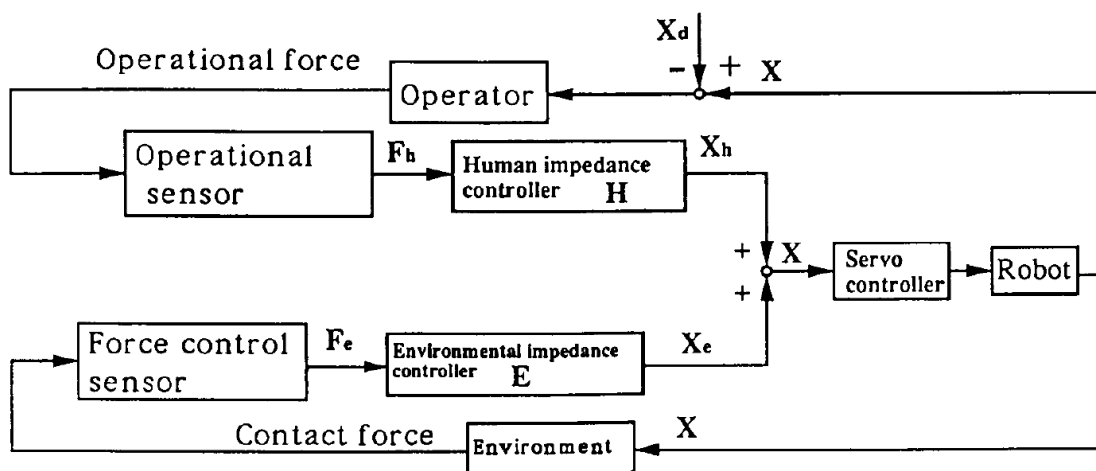 Xd
Operational force
−
+
X
Operator
Operational
sensor
Fh
Human impedance
controller H
Xh
+
+
X
Servo
controller
Robot
Force control
sensor
Fe
Environmental impedance
controller E
Xe
Contact force
Environment
X